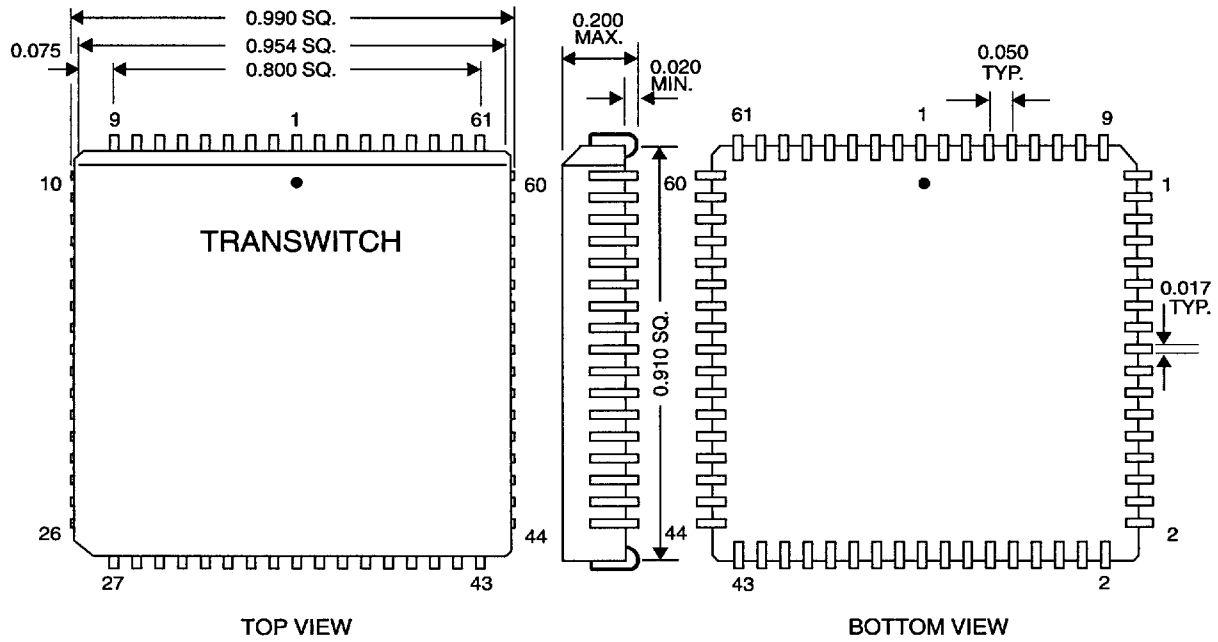 0.990 SQ.
0.954 SQ.
0.800 SQ.
0.075
9
1
61
10
60
TRANSWITCH
26
44
27
43
TOP VIEW
0.200
MAX.
0.020
MIN.
0.910 SQ.
0.050
TYP.
61
1
9
60
1
0.017
TYP.
44
2
43
2
BOTTOM VIEW